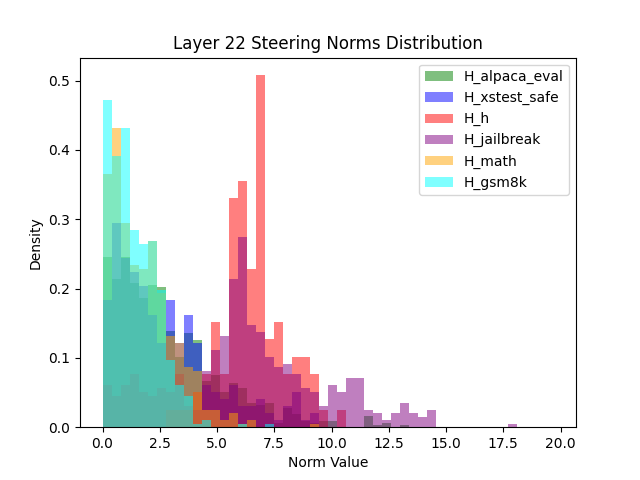 Layer 22 Steering Norms Distribution
H_alpaca_eval
H_xstest_safe
H_h
H_jailbreak
H_math
H_gsm8k
Density
0.5
0.4
0.3
0.2
0.1
0.0
0.0 2.5 5.0 7.5 10.0 12.5 15.0 17.5 20.0
Norm Value